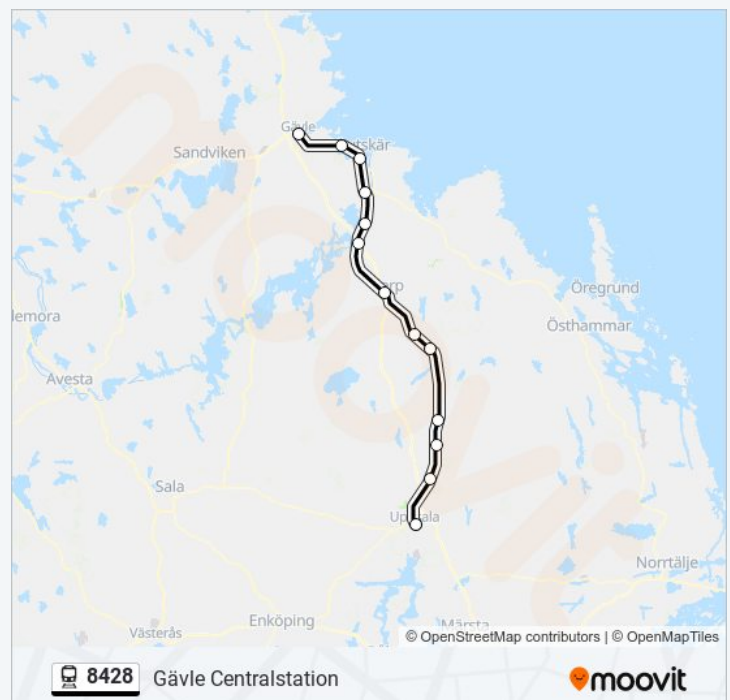 Gävle
Sandviken
Öregrund
Östhammar
Avesta
Sala
Norrtälje
Enköping
Västerås
© OpenStreetMap contributors | © OpenMapTiles
8428 Gävle Centralstation
moovit